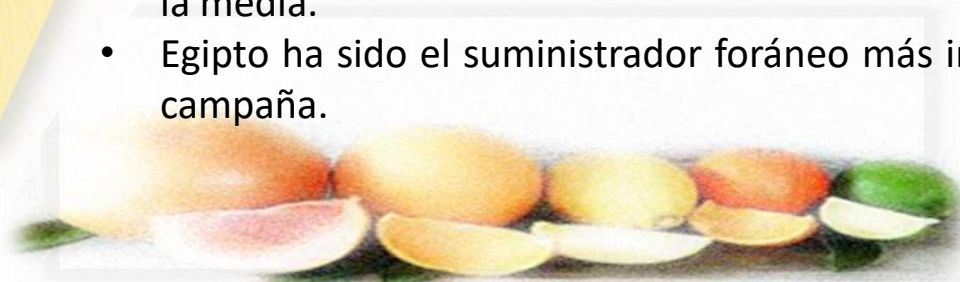 la media.
• Egipto ha sido el suministrador foráneo más
campaña.